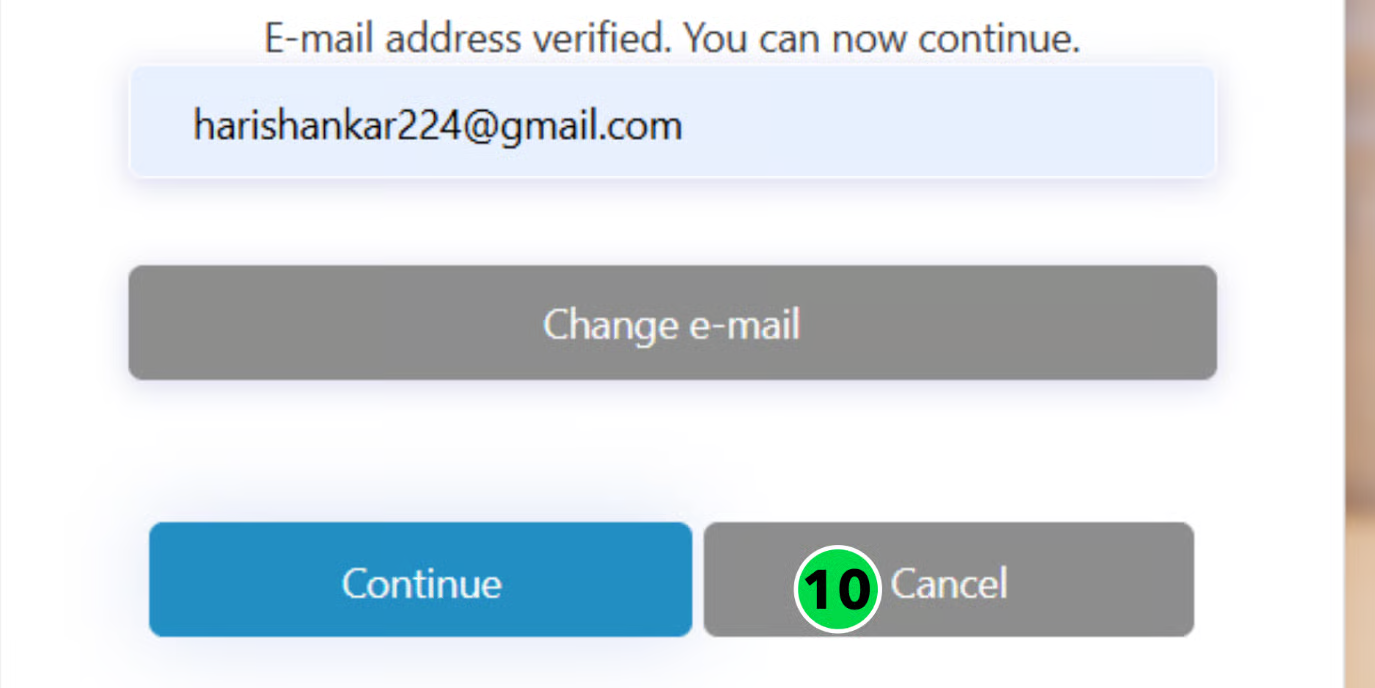 E-mail address verified. You can now continue.
harishankar224@gmail.com
Change e-mail
Continue
10 Cancel